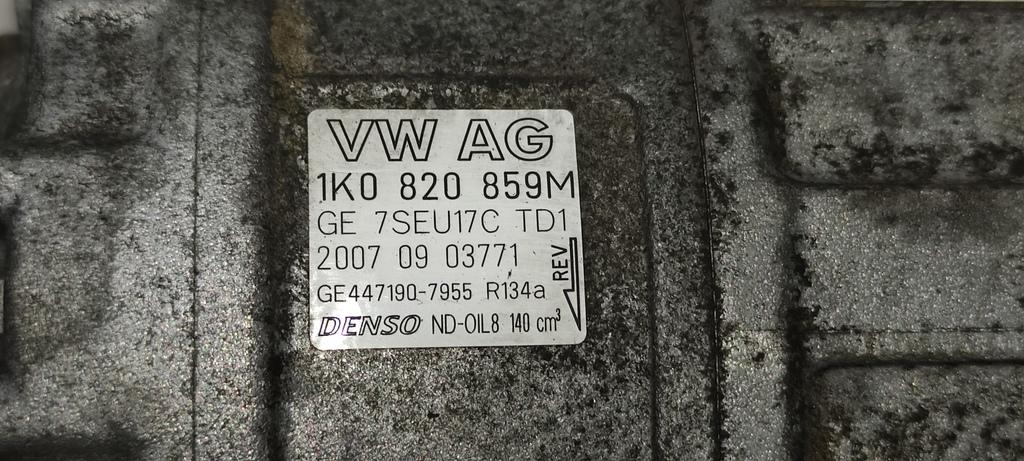 VW AG
1K0 820 859M
GE 7SEU17C TD1
2007 09 03771
REV
GE447190-7955 R134a
DENSO ND-OIL8 140 cm³